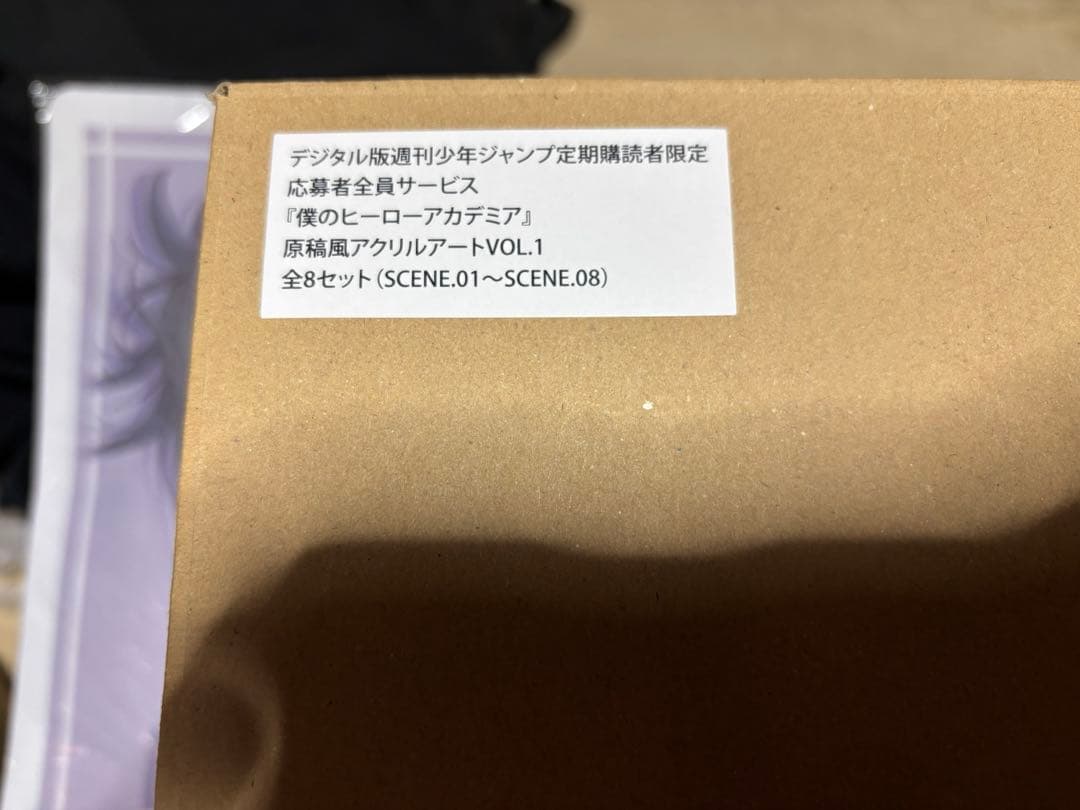 デジタル版週刊少年ジャンプ定期購読者限定
応募者全員サービス
『僕のヒーローアカデミア』
原稿風アクリルアートVOL.1
全8セット（SCENE.01～SCENE.08）